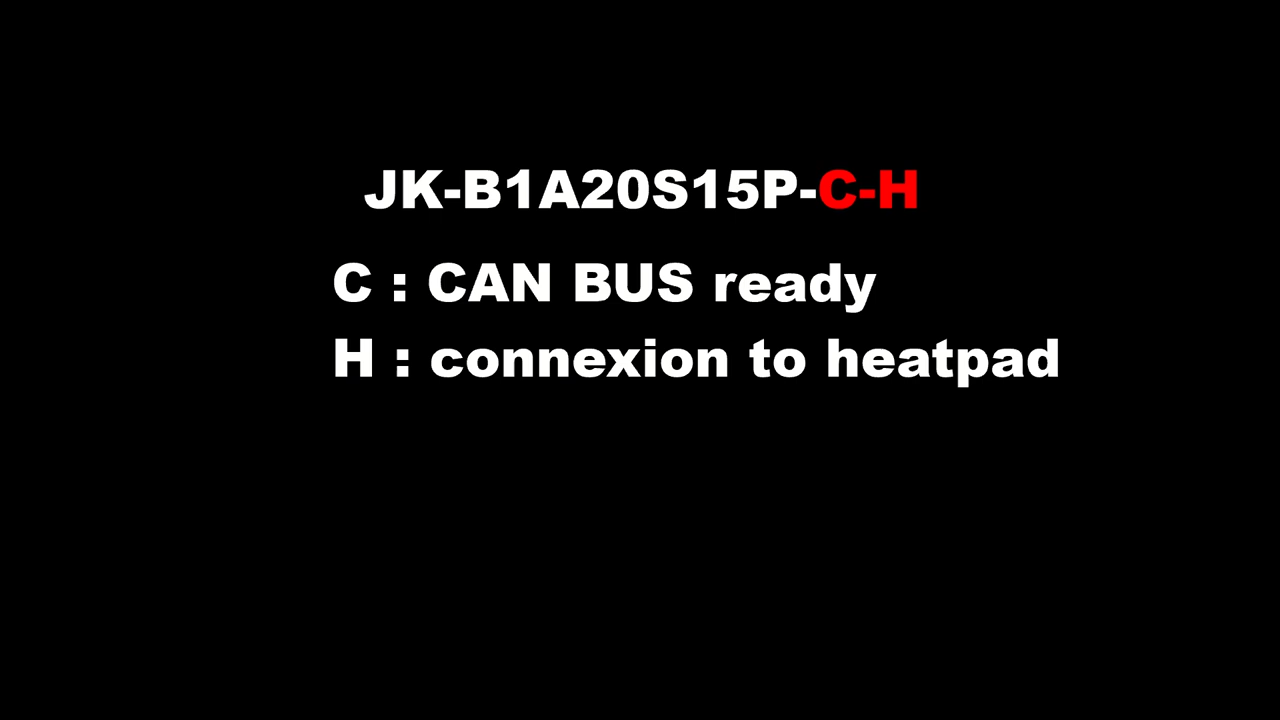 JK-B1A20S15P-C-H
C : CAN BUS ready
H : connexion to heatpad